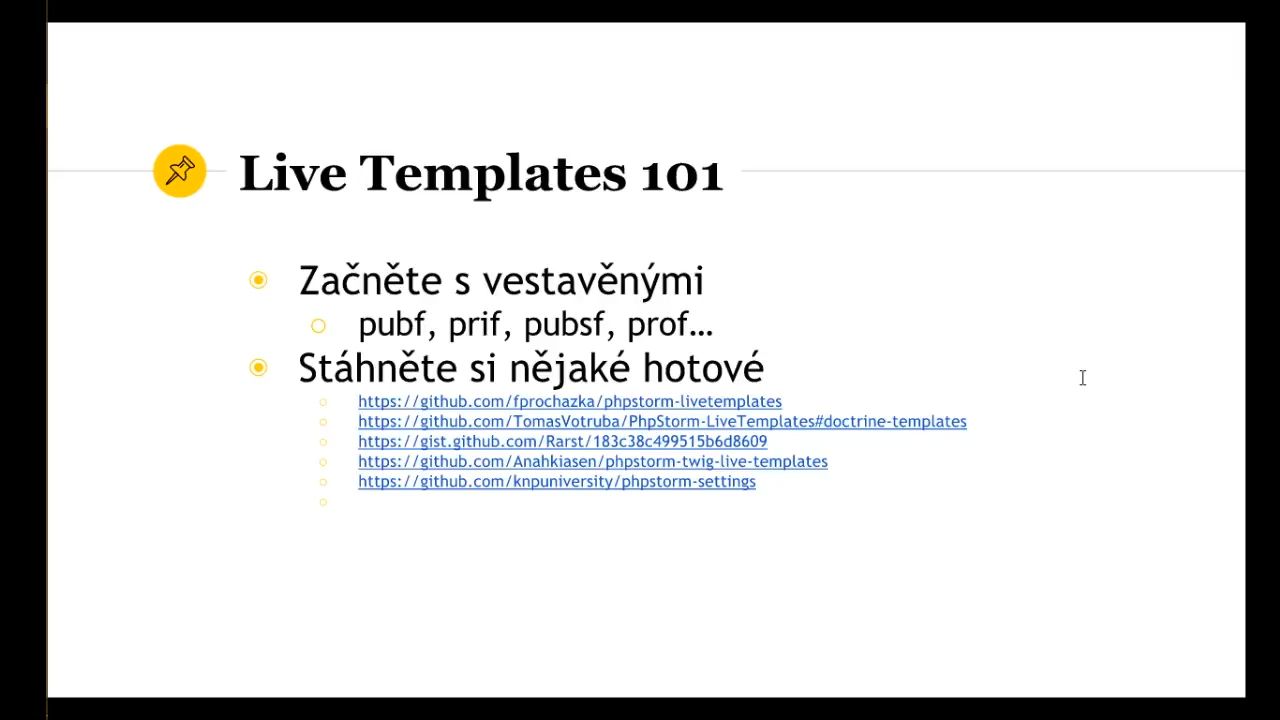 Live Templates 101
Začněte s vestavěnými
pubf, prif, pubsf, prof…
Stáhněte si nějaké hotové
https://github.com/fprochazka/phpstorm-livetemplates
https://github.com/TomasVotruba/PhpStorm-LiveTemplates#doctrine-templates
https://gist.github.com/Rarst/183c38c499515b6d8609
https://github.com/Anahkiasen/phpstorm-twig-live-templates
https://github.com/knpuniversity/phpstorm-settings